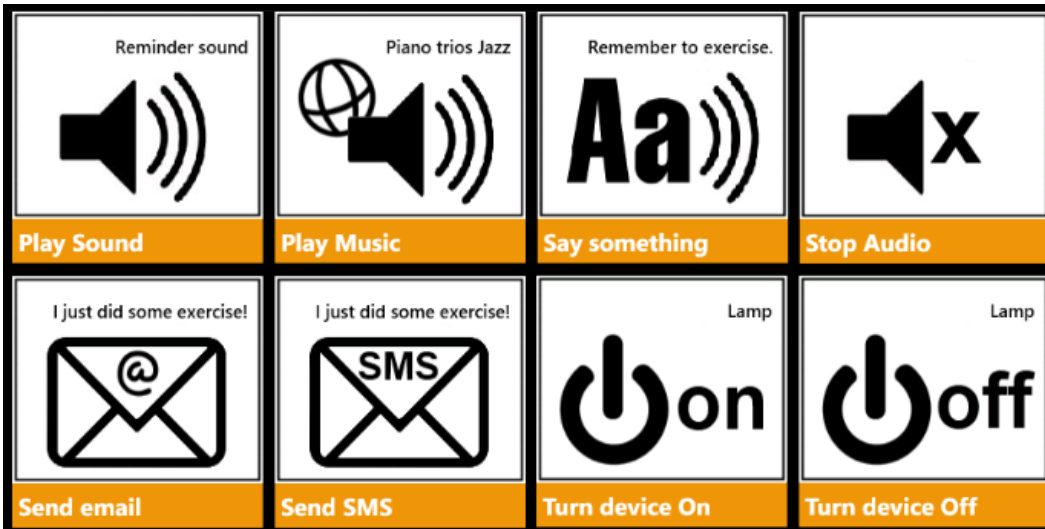 Reminder sound
Play Sound
Piano trios Jazz
Play Music
Remember to exercise.
Aa
Say something
x
Stop Audio
I just did some exercise!
@
Send email
I just did some exercise!
SMS
Send SMS
Lamp
on
Turn device On
Lamp
off
Turn device Off